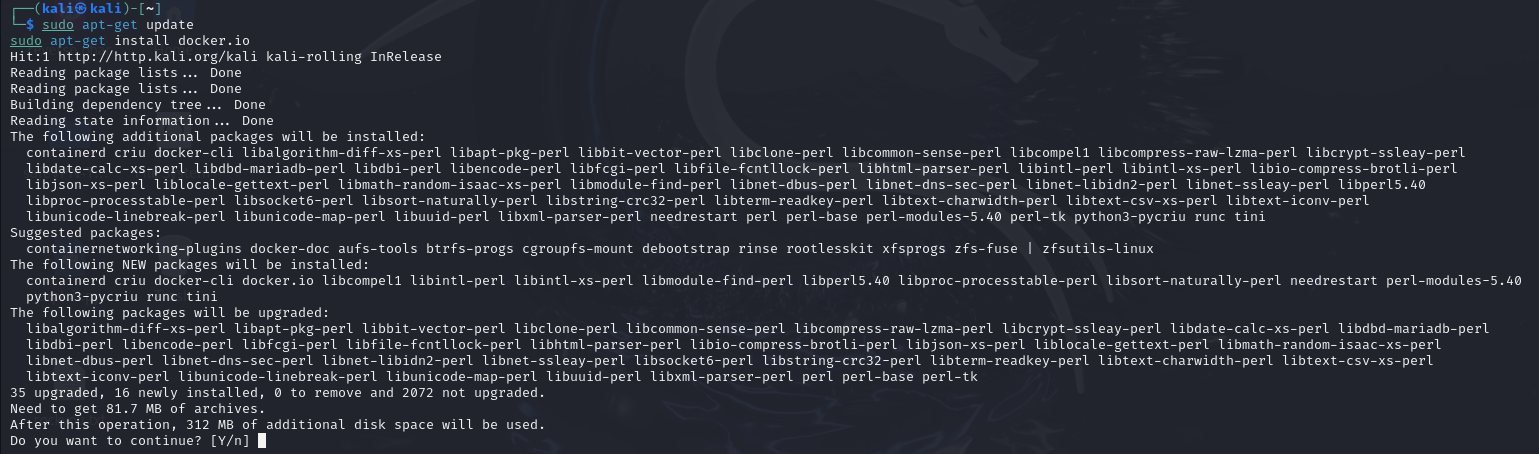 ┌──(kali㉿kali)-[~]
└─$ sudo apt-get update
sudo apt-get install docker.io
Hit:1 http://http.kali.org/kali kali-rolling InRelease
Reading package lists... Done
Reading package lists... Done
Building dependency tree... Done
Reading state information... Done
The following additional packages will be installed:
  containerd criu docker-cli libalgorithm-diff-xs-perl libapt-pkg-perl libbit-vector-perl libclone-perl libcommon-sense-perl libcompel1 libcompress-raw-lzma-perl libcrypt-ssleay-perl
  libdate-calc-xs-perl libdbd-mariadb-perl libdbi-perl libencode-perl libfcgi-perl libfile-fcntllock-perl libhtml-parser-perl libintl-perl libintl-xs-perl libio-compress-brotli-perl
  libjson-xs-perl liblocale-gettext-perl libmath-random-isaac-xs-perl libmodule-find-perl libnet-dbus-perl libnet-dns-sec-perl libnet-libidn2-perl libnet-ssleay-perl libperl5.40
  libproc-processtable-perl libsocket6-perl libsort-naturally-perl libstring-crc32-perl libterm-readkey-perl libtext-charwidth-perl libtext-csv-xs-perl libtext-iconv-perl
  libunicode-linebreak-perl libunicode-map-perl libuuid-perl libxml-parser-perl needrestart perl perl-base perl-modules-5.40 perl-tk python3-pycriu runc tini
Suggested packages:
  containernetworking-plugins docker-doc aufs-tools btrfs-progs cgroupfs-mount debootstrap rinse rootlesskit xfsprogs zfs-fuse | zfsutils-linux
The following NEW packages will be installed:
  containerd criu docker-cli docker.io libcompel1 libintl-perl libintl-xs-perl libmodule-find-perl libperl5.40 libproc-processtable-perl libsort-naturally-perl needrestart perl-modules-5.40
  python3-pycriu runc tini
The following packages will be upgraded:
  libalgorithm-diff-xs-perl libapt-pkg-perl libbit-vector-perl libclone-perl libcommon-sense-perl libcompress-raw-lzma-perl libcrypt-ssleay-perl libdate-calc-xs-perl libdbd-mariadb-perl
  libdbi-perl libencode-perl libfcgi-perl libfile-fcntllock-perl libhtml-parser-perl libio-compress-brotli-perl libjson-xs-perl liblocale-gettext-perl libmath-random-isaac-xs-perl
  libnet-dbus-perl libnet-dns-sec-perl libnet-libidn2-perl libnet-ssleay-perl libsocket6-perl libstring-crc32-perl libterm-readkey-perl libtext-charwidth-perl libtext-csv-xs-perl
  libtext-iconv-perl libunicode-linebreak-perl libunicode-map-perl libuuid-perl libxml-parser-perl perl perl-base perl-tk
35 upgraded, 16 newly installed, 0 to remove and 2072 not upgraded.
Need to get 81.7 MB of archives.
After this operation, 312 MB of additional disk space will be used.
Do you want to continue? [Y/n]